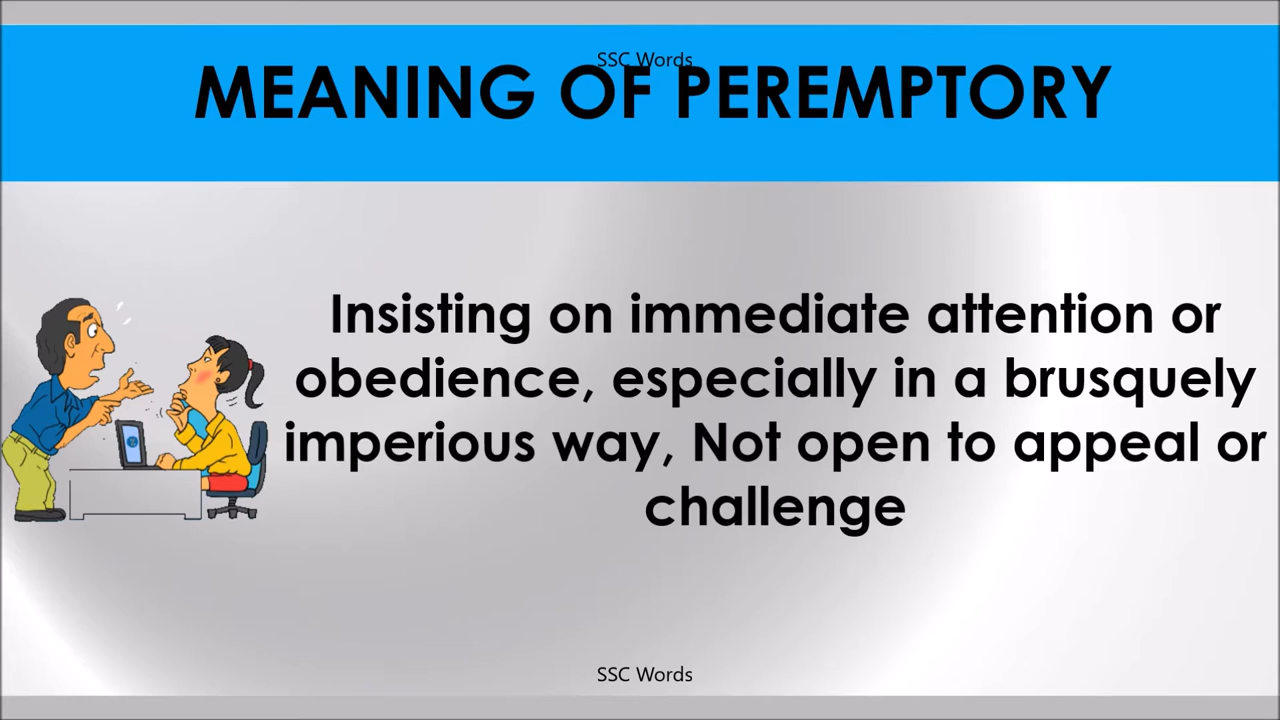 SSC Words
MEANING OF PEREMPTORY
Insisting on immediate attention or
obedience, especially in a brusquely
imperious way, Not open to appeal or
challenge
SSC Words